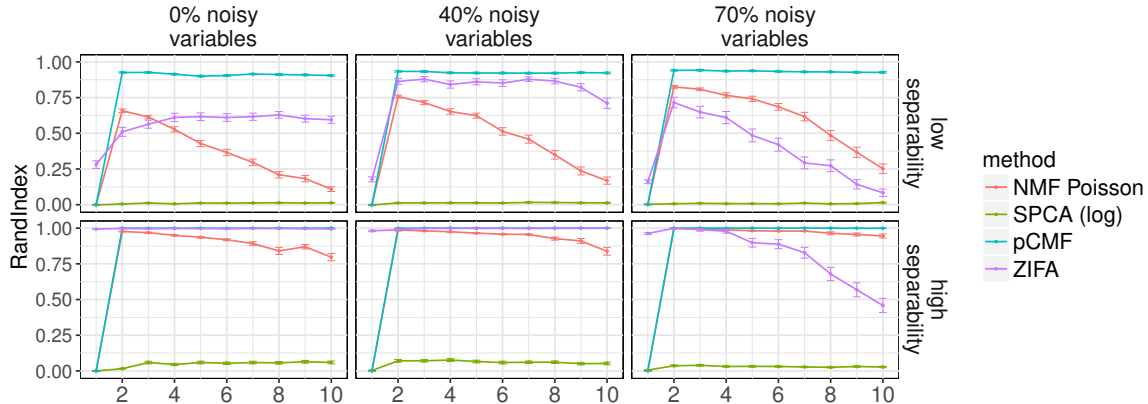 0% noisy
variables
40% noisy
variables
70% noisy
variables
RandIndex
1.00
0.75
0.50
0.25
0.00
low
separability
1.00
0.75
0.50
0.25
0.00
high
separability
2 4 6 8 10
2 4 6 8 10
2 4 6 8 10
method
NMF Poisson
SPCA (log)
pCMF
ZIFA